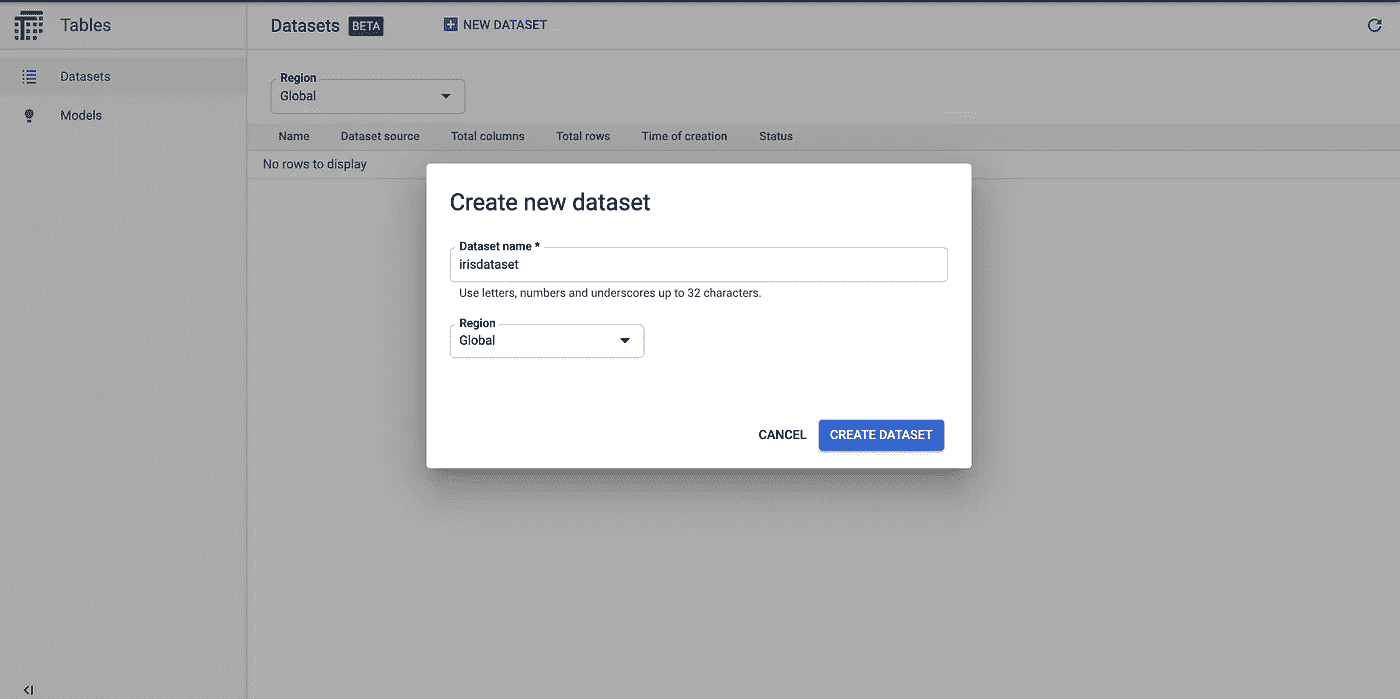 Tables
Datasets BETA NEW DATASET
Datasets
Models
Region
Global
Name Dataset source Total columns Total rows Time of creation Status
No rows to display
Create new dataset
Dataset name *
irisdataset
Use letters, numbers and underscores up to 32 characters.
Region
Global
CANCEL CREATE DATASET